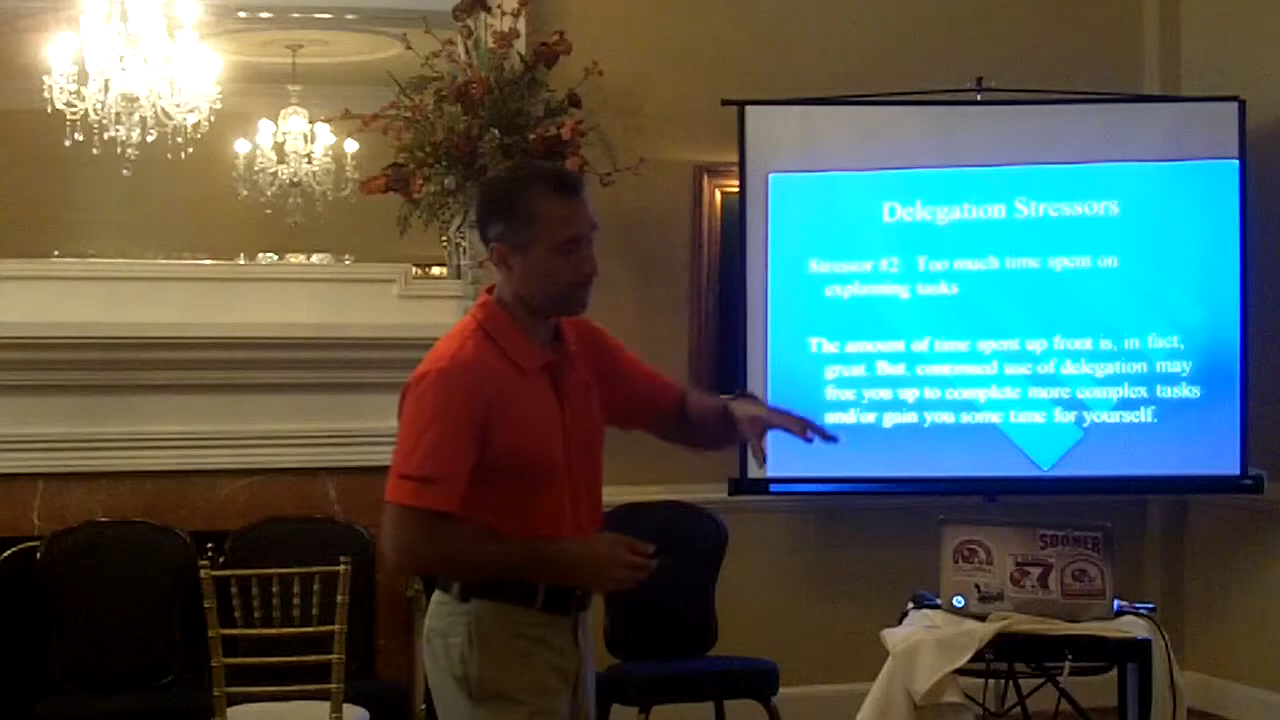 Delegation Stressors
Stressor #2: Too much time spent on
explaining tasks
The amount of time spent up front is, in fact,
great. But, continued use of delegation may
free you up to complete more complex tasks
and/or gain you some time for yourself.
SOONER
7